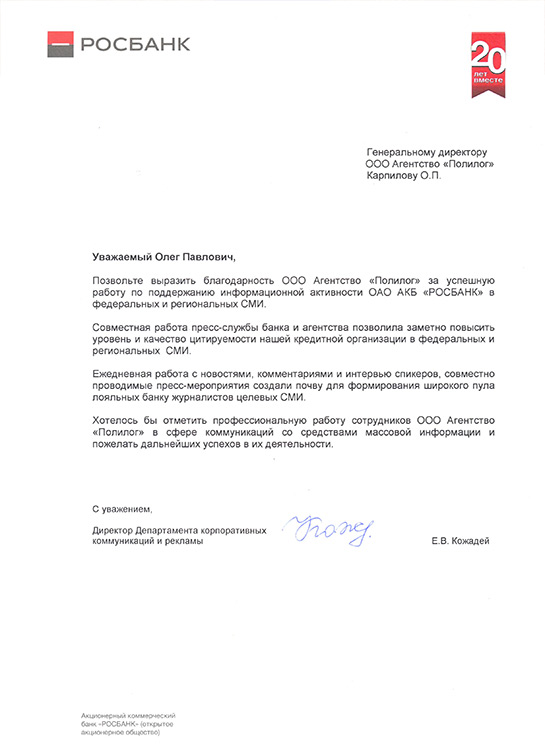 РОСБАНК
20
лет
вместе
Генеральному директору
ООО Агентство «Полилог»
Карпилову О.П.
Уважаемый Олег Павлович,
Позвольте выразить благодарность ООО Агентство «Полилог» за успешную
работу по поддержанию информационной активности ОАО АКБ «РОСБАНК» в
федеральных и региональных СМИ.
Совместная работа пресс-службы банка и агентства позволила заметно повысить
уровень и качество цитируемости нашей кредитной организации в федеральных и
региональных СМИ.
Ежедневная работа с новостями, комментариями и интервью спикеров, совместно
проводимые пресс-мероприятия создали почву для формирования широкого пула
лояльных банку журналистов целевых СМИ.
Хотелось бы отметить профессиональную работу сотрудников ООО Агентство
«Полилог» в сфере коммуникаций со средствами массовой информации и
пожелать дальнейших успехов в их деятельности.
С уважением,
Директор Департамента корпоративных
коммуникаций и рекламы
Е.В. Кожадей
Акционерный коммерческий
банк «РОСБАНК» (открытое
акционерное общество)